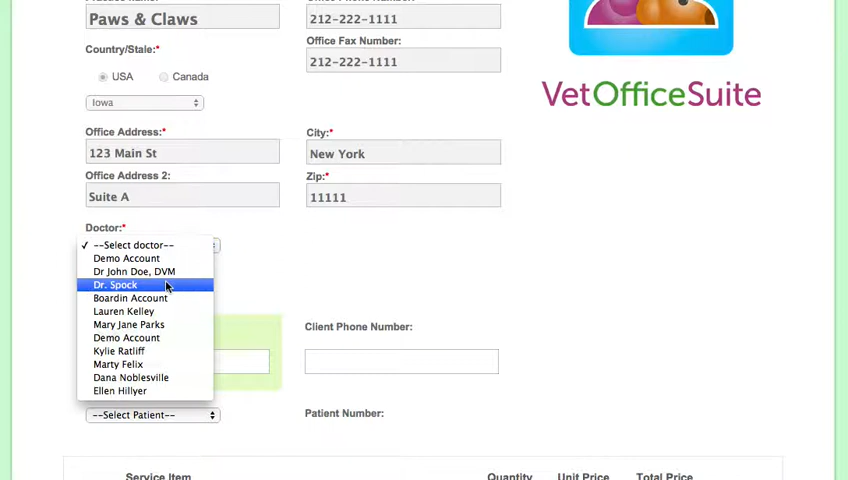 Paws & Claws
212-222-1111
Office Fax Number:
Country/Stale:*
212-222-1111
USA
Canada
Iowa
VetOfficeSuite
Office Address:*
City:*
123 Main St
New York
Office Address 2:
Zip:*
Suite A
11111
Doctor:*
✓ --Select doctor--
Demo Account
Dr John Doe, DVM
Dr. Spock
Boardin Account
Lauren Kelley
Mary Jane Parks
Demo Account
Kylie Ratliff
Marty Felix
Dana Noblesville
Ellen Hillyer
Client Phone Number:
--Select Patient--
Patient Number:
Service Item
Quantity
Unit Price
Total Price